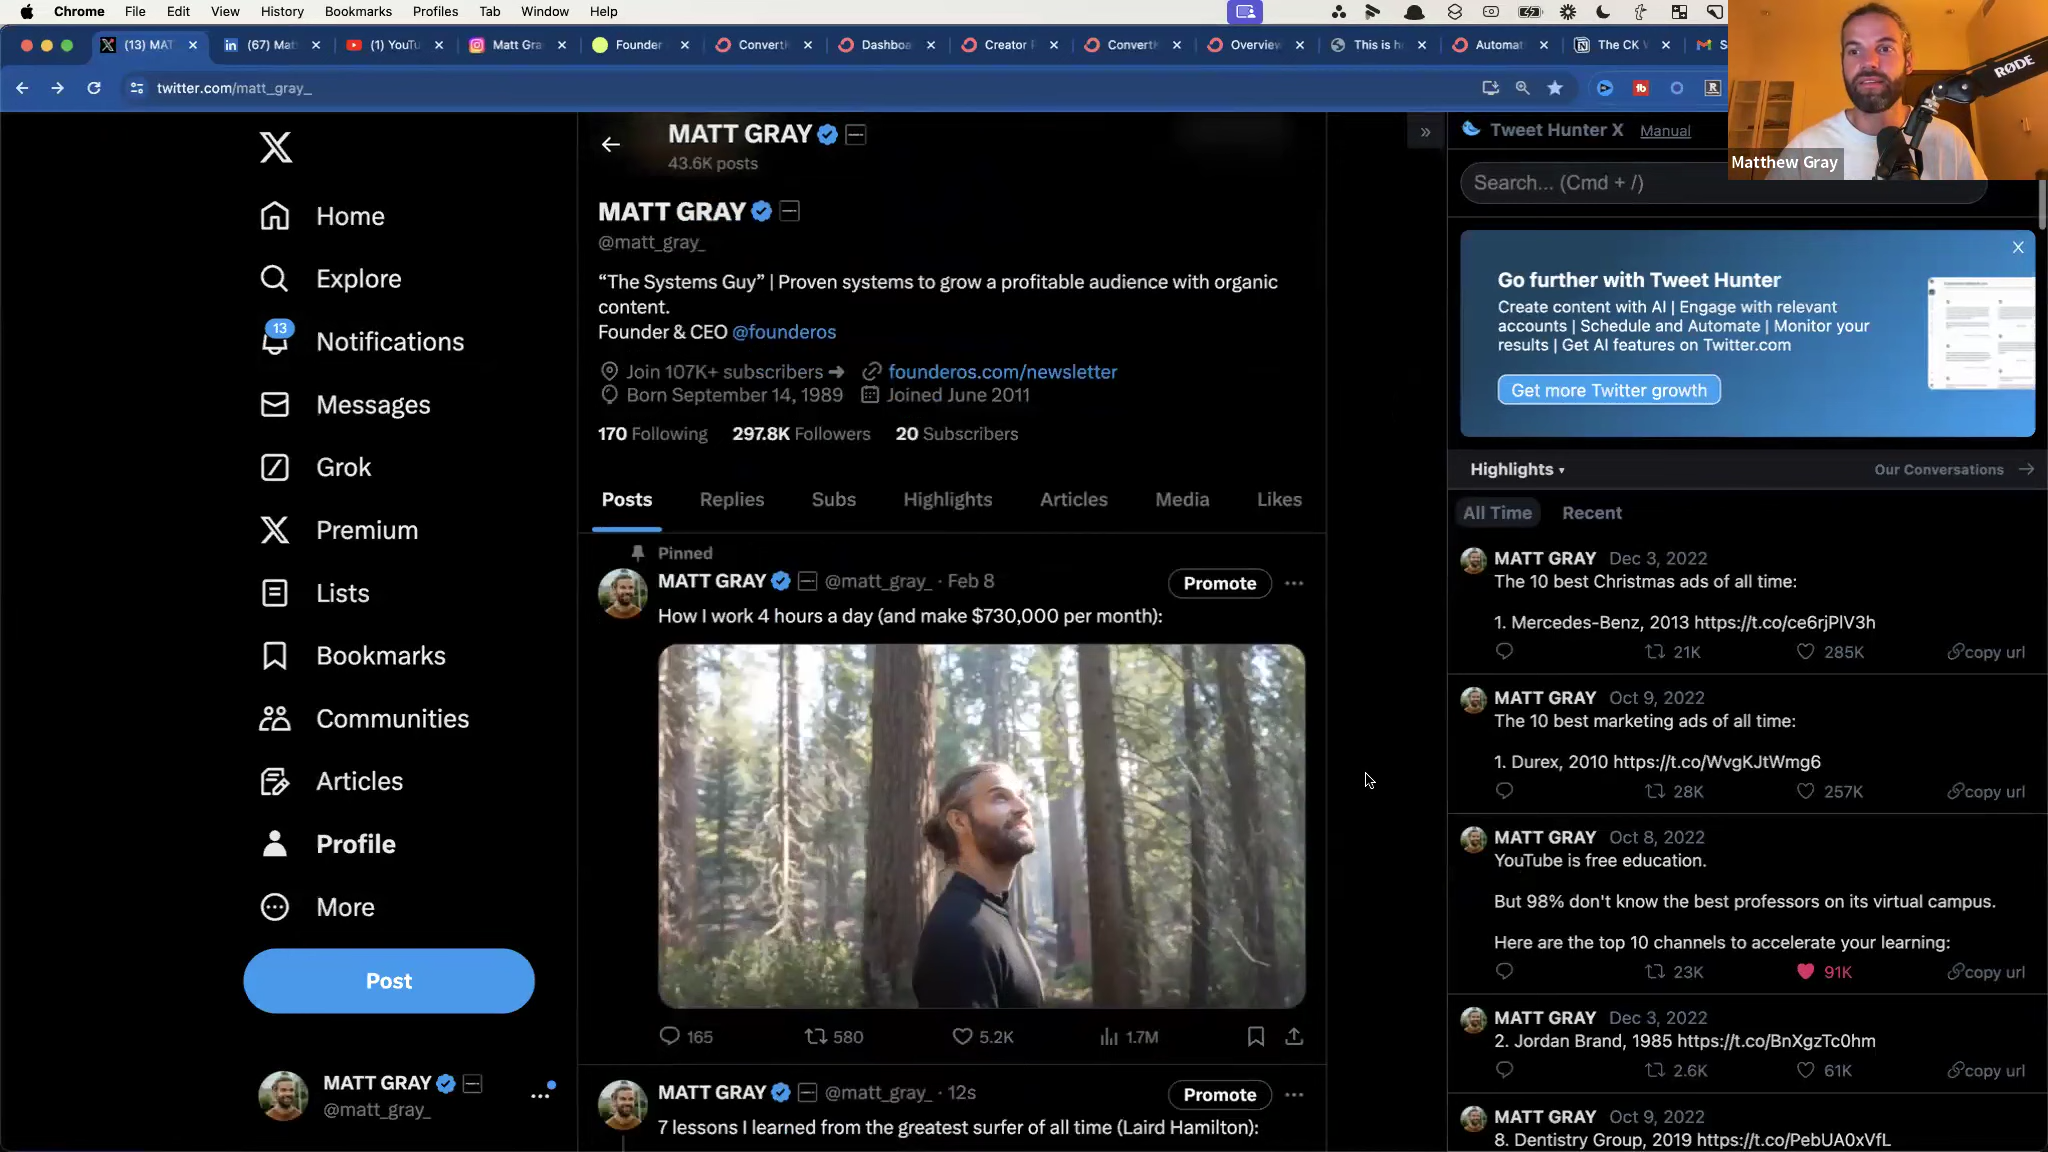 Chrome File Edit View History Bookmarks Profiles Tab Window Help
(13) MAT
(67) Mat
(1) YouTu
Matt Gra
Founder
Convertk
Dashboa
Creator
Convertk
Overview
This is h
Automat
The CK
twitter.com/matt_gray_
RØDE
Matthew Gray
Home
Explore
13
Notifications
Messages
Grok
Premium
Lists
Bookmarks
Communities
Articles
Profile
More
Post
MATT GRAY
@matt_gray_
MATT GRAY
43.6K posts
MATT GRAY
@matt_gray_
“The Systems Guy” | Proven systems to grow a profitable audience with organic
content.
Founder & CEO @founderos
Join 107K+ subscribers ➞ founderos.com/newsletter
Born September 14, 1989 Joined June 2011
170 Following 297.8K Followers 20 Subscribers
Posts Replies Subs Highlights Articles Media Likes
Pinned
MATT GRAY @matt_gray_ · Feb 8
Promote
How I work 4 hours a day (and make $730,000 per month):
165 580 5.2K 1.7M
MATT GRAY @matt_gray_ · 12s
Promote
7 lessons I learned from the greatest surfer of all time (Laird Hamilton):
Tweet Hunter X Manual
Search... (Cmd + /)
Go further with Tweet Hunter
Create content with AI | Engage with relevant
accounts | Schedule and Automate | Monitor your
results | Get AI features on Twitter.com
Get more Twitter growth
Highlights Our Conversations
All Time Recent
MATT GRAY Dec 3, 2022
The 10 best Christmas ads of all time:
1. Mercedes-Benz, 2013 https://t.co/ce6rjPlV3h
21K 285K copy url
MATT GRAY Oct 9, 2022
The 10 best marketing ads of all time:
1. Durex, 2010 https://t.co/WvgKJtWmg6
28K 257K copy url
MATT GRAY Oct 8, 2022
YouTube is free education.
But 98% don't know the best professors on its virtual campus.
Here are the top 10 channels to accelerate your learning:
23K 91K copy url
MATT GRAY Dec 3, 2022
2. Jordan Brand, 1985 https://t.co/BnXgzTc0hm
2.6K 61K copy url
MATT GRAY Oct 9, 2022
8. Dentistry Group, 2019 https://t.co/PebUA0xVfL